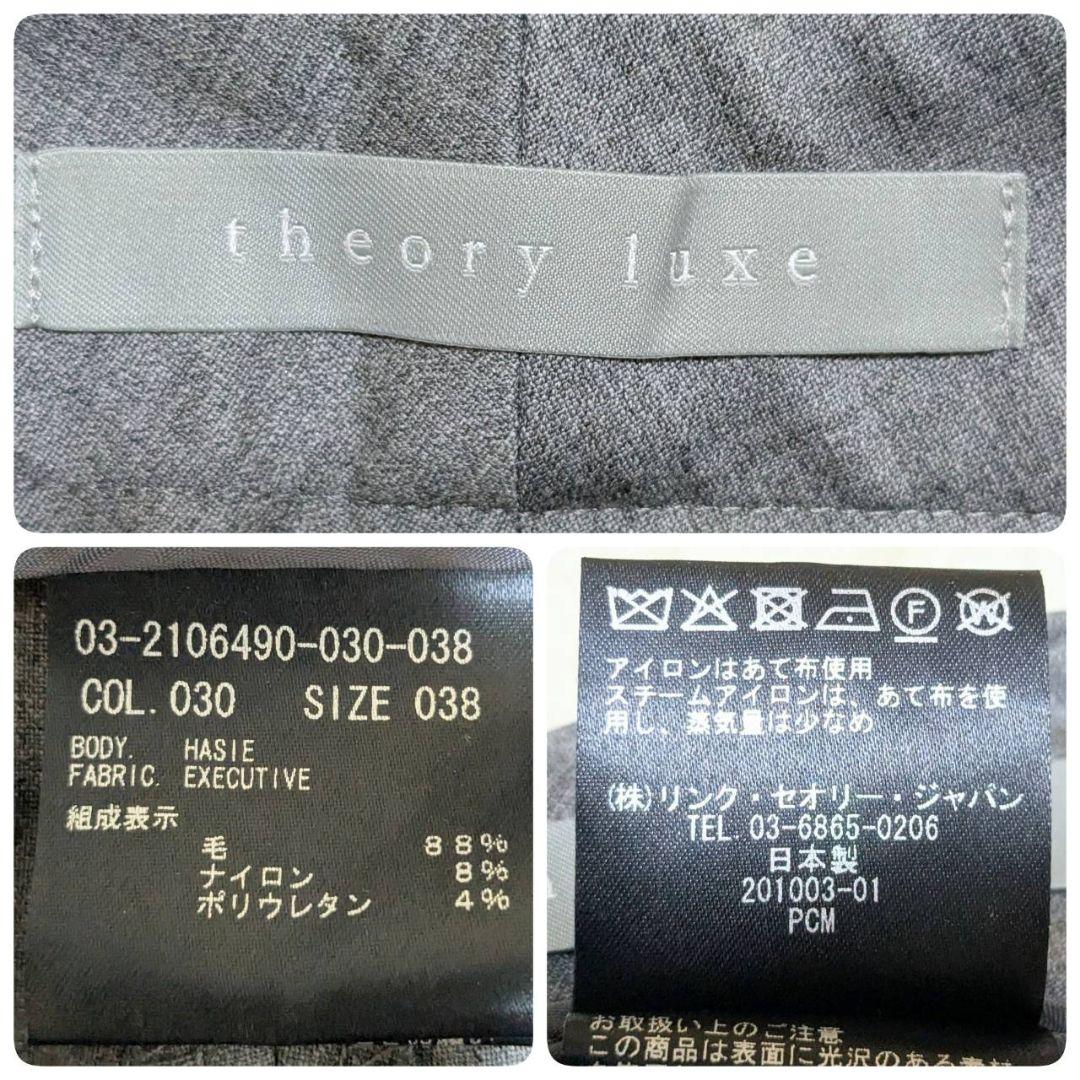 theory luxe
03-2106490-030-038
COL. 030 SIZE 038
BODY. HASIE
FABRIC. EXECUTIVE
組成表示
毛 88%
ナイロン 8%
ポリウレタン 4%
F
W
アイロンはあて布使用
スチームアイロンは、あて布を使
用し、蒸気量は少なめ
(株)リンク・セオリー・ジャパン
TEL. 03-6865-0206
日本製
201003-01
PCM
お取扱い上のご注意
この商品は表面に光沢のある素材